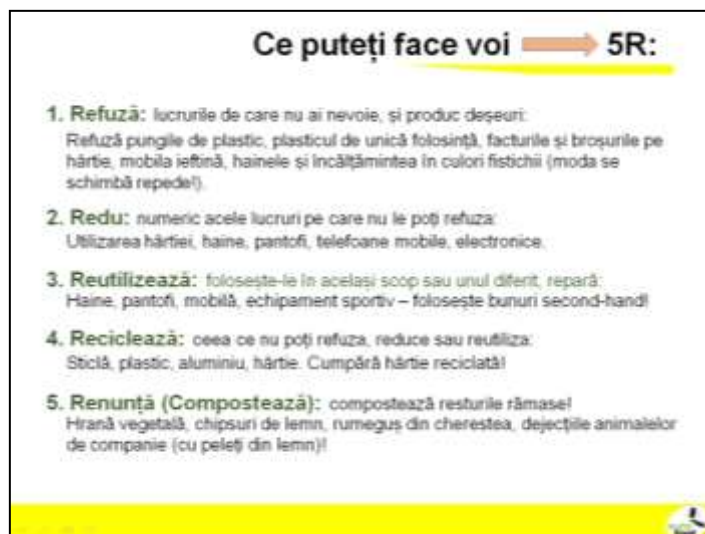 Ce puteți face voi 5R:
1. Refuză: lucrurile de care nu ai nevoie, și produc deșeuri:
Refuză pungile de plastic, plasticul de unică folosință, facturile și broșurile pe
hârtie, mobila ieftină, hainele și încălțămintea în culori fistichii (moda se
schimbă repede!).
2. Redu: numeric acele lucruri pe care nu le poți refuza:
Utilizarea hârtiei, haine, pantofi, telefoane mobile, electronice.
3. Reutilizează: folosește-le în același scop sau unul diferit, repară:
Haine, pantofi, mobilă, echipament sportiv – folosește bunuri second-hand!
4. Reciclează: ceea ce nu poți refuza, reduce sau reutiliza:
Sticlă, plastic, aluminiu, hârtie. Cumpără hârtie reciclată!
5. Renunță (Compostează): compostează resturile rămase!
Hrană vegetală, chipsuri de lemn, rumeguș din cherestea, dejecțiile animalelor
de companie (cu peleți din lemn)!